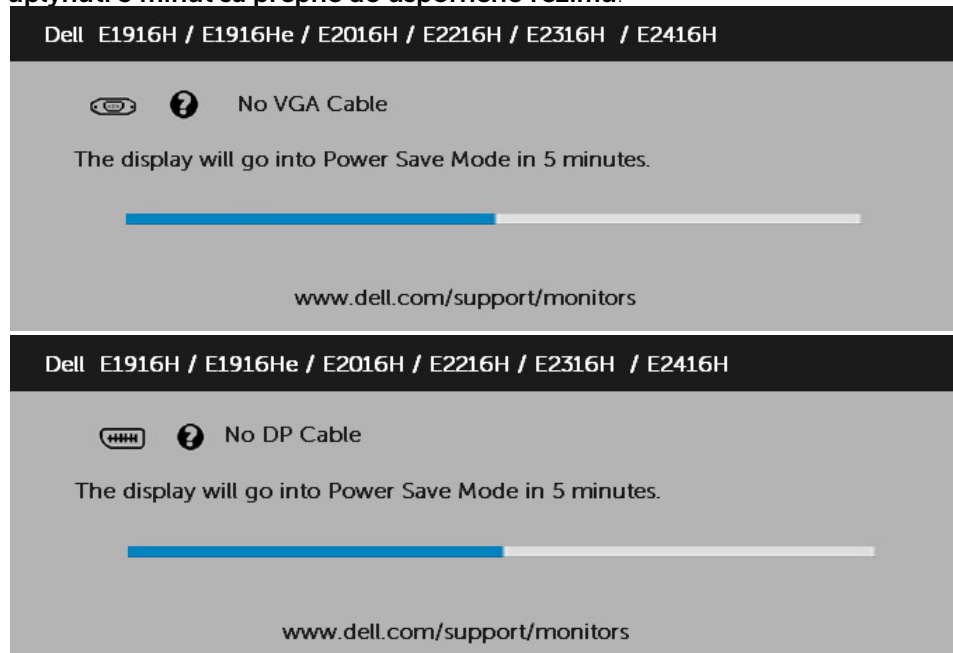 Dell E1916H / E1916He / E2016H / E2216H / E2316H / E2416H
No VGA Cable
The display will go into Power Save Mode in 5 minutes.
www.dell.com/support/monitors
Dell E1916H / E1916He / E2016H / E2216H / E2316H / E2416H
No DP Cable
The display will go into Power Save Mode in 5 minutes.
www.dell.com/support/monitors